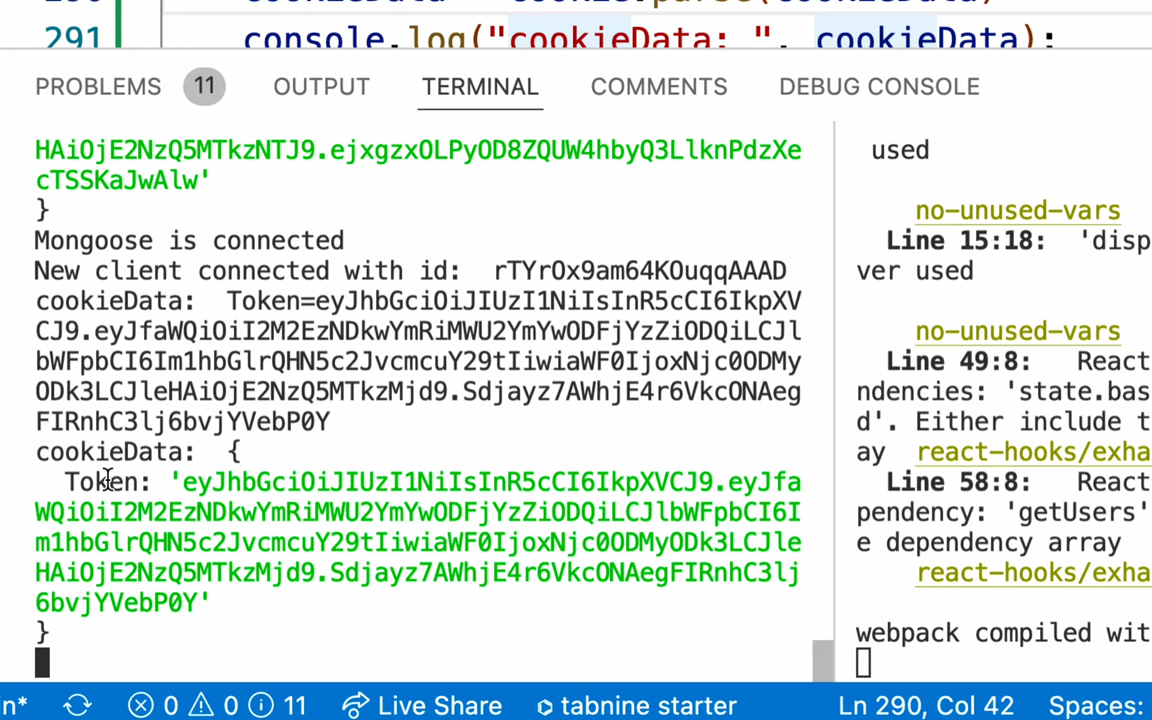 291
console.log("cookieData: ", cookieData);
PROBLEMS 11 OUTPUT TERMINAL COMMENTS DEBUG CONSOLE
HAiOjE2NzQ5MTkzNTJ9.ejxgzxOLPyOD8ZQUW4hbyQ3LlknPdzXe
cTSSKaJwAlw'
}
Mongoose is connected
New client connected with id:  rTYrOx9am64KOuqqAAAD
cookieData:  Token=eyJhbGciOiJIUzI1NiIsInR5cCI6IkpXV
CJ9.eyJfaWQiOiI2M2EzNDkwYmRiMWU2YmYwODFjYzZiODQiLCJl
bWFpbCI6Im1hbGlrQHN5c2JvcmcuY29tIiwiaWF0IjoxNjc0ODMy
ODk3LCJleHAiOjE2NzQ5MTkzMjd9.Sdjayz7AWhjE4r6VkcONAeg
FIRnhC3lj6bvjYVebP0Y
cookieData:  {
Token: 'eyJhbGciOiJIUzI1NiIsInR5cCI6IkpXVCJ9.eyJfa
WQiOiI2M2EzNDkwYmRiMWU2YmYwODFjYzZiODQiLCJlbWFpbCI6I
m1hbGlrQHN5c2JvcmcuY29tIiwiaWF0IjoxNjc0ODMyODk3LCJle
HAiOjE2NzQ5MTkzMjd9.Sdjayz7AWhjE4r6VkcONAegFIRnhC3lj
6bvjYVebP0Y'
}
used
no-unused-vars
Line 15:18:  'disp
ver used
no-unused-vars
Line 49:8:  React
ndencies: 'state.bas
d'. Either include t
ay  react-hooks/exha
Line 58:8:  React
pendency: 'getUsers'
e dependency array
react-hooks/exha
webpack compiled wit
n* 0 0 11 Live Share tabnine starter Ln 290, Col 42 Spaces: